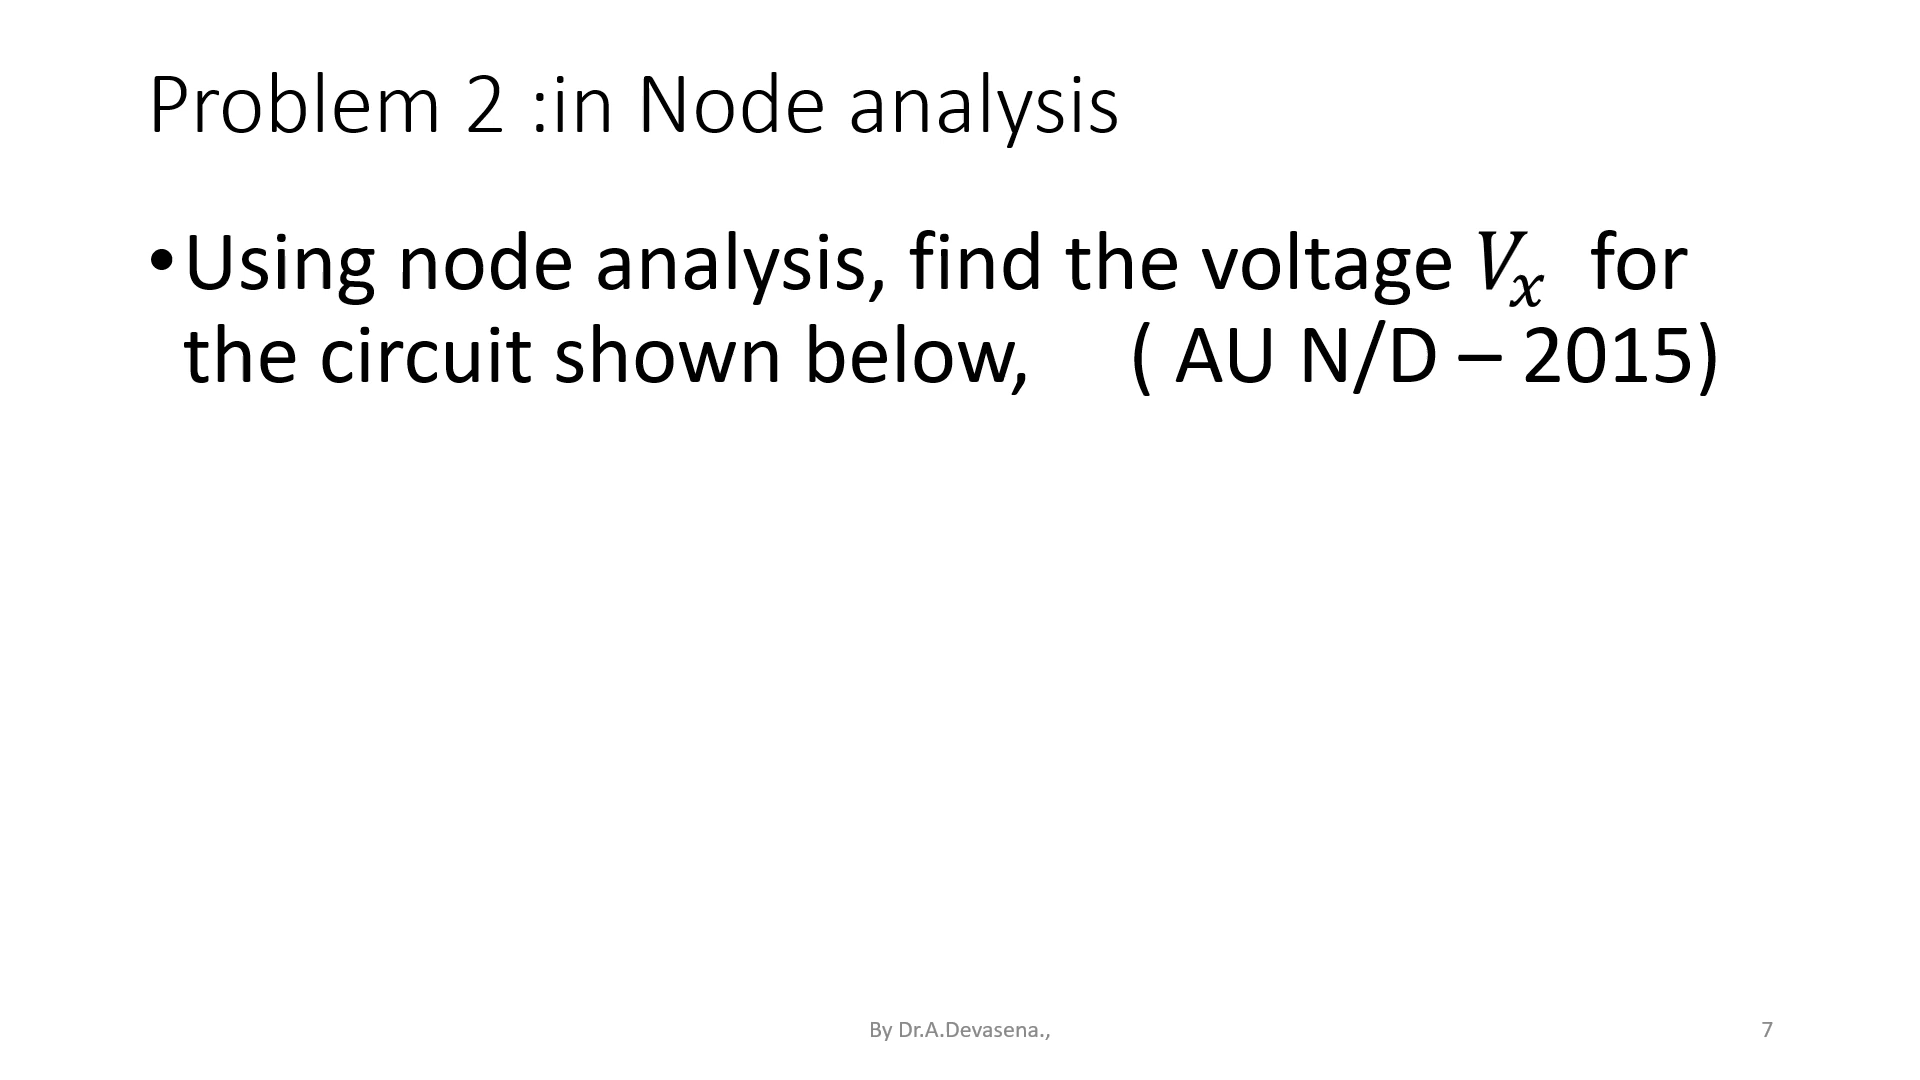 Problem 2 :in Node analysis
•Using node analysis, find the voltage 𝑉ₓ for
the circuit shown below, ( AU N/D – 2015)
By Dr.A.Devasena.,
7